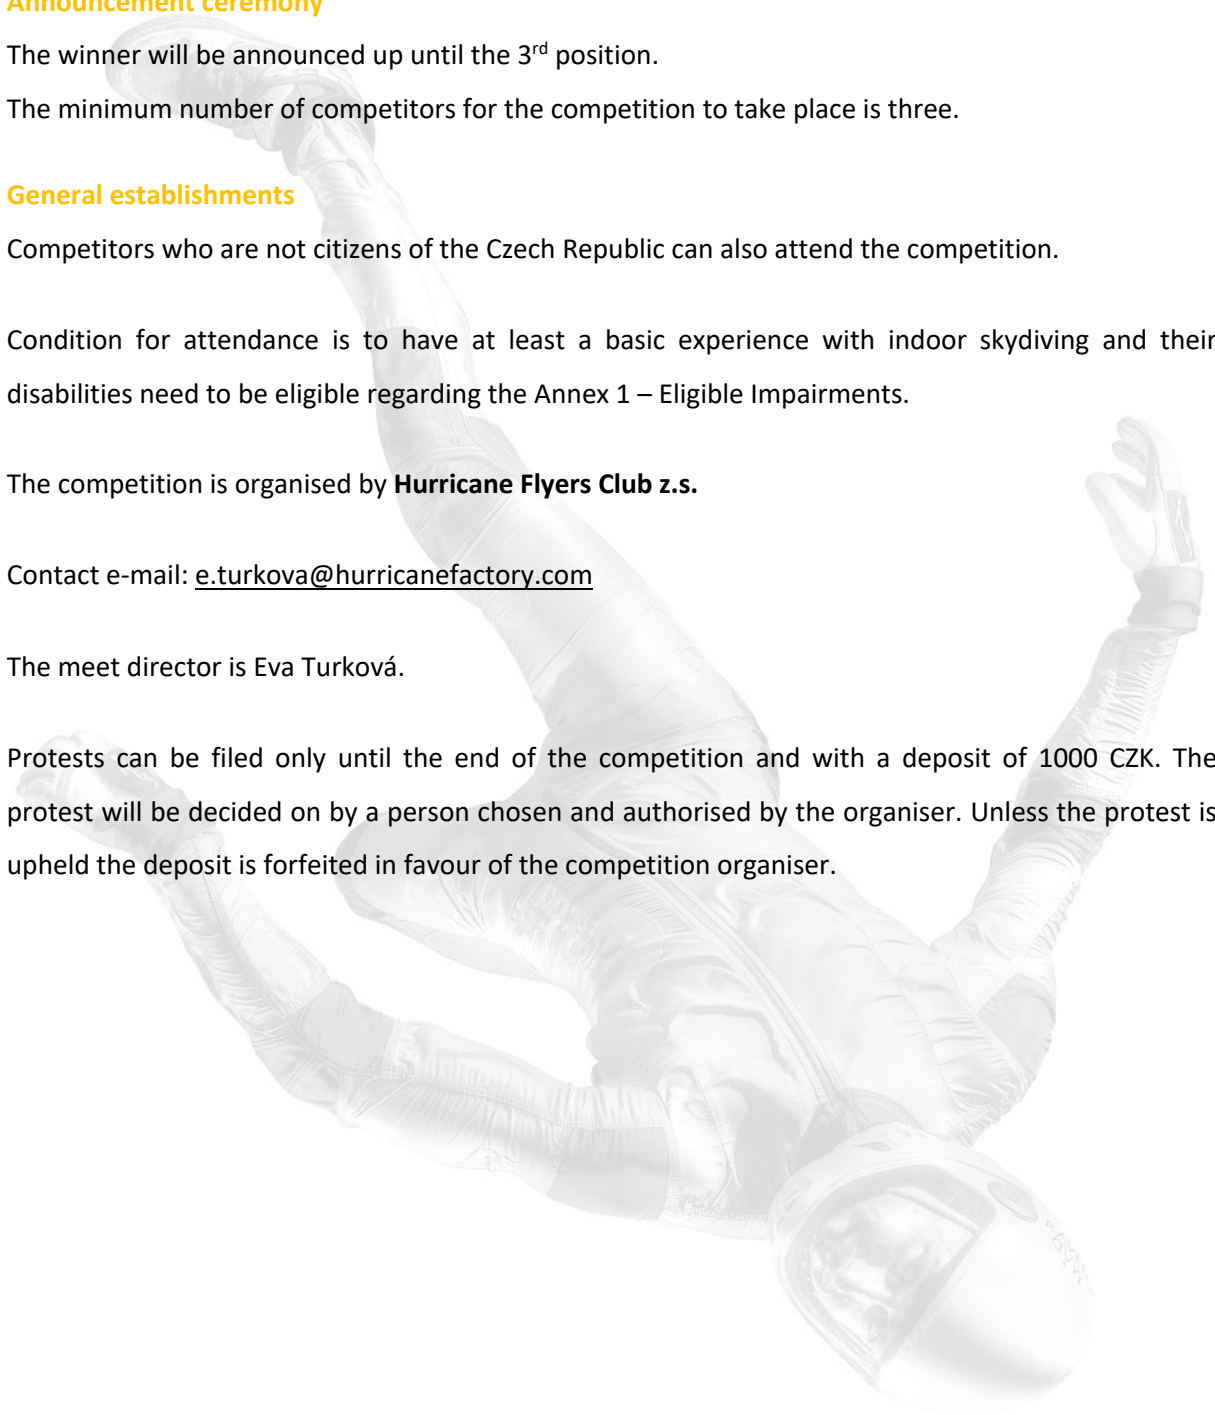 Announcement ceremony
The winner will be announced up until the 3rd position.
The minimum number of competitors for the competition to take place is three.
General establishments
Competitors who are not citizens of the Czech Republic can also attend the competition.
Condition for attendance is to have at least a basic experience with indoor skydiving and their
disabilities need to be eligible regarding the Annex 1 – Eligible Impairments.
The competition is organised by Hurricane Flyers Club z.s.
Contact e-mail: e.turkova@hurricanefactory.com
The meet director is Eva Turková.
Protests can be filed only until the end of the competition and with a deposit of 1000 CZK. The
protest will be decided on by a person chosen and authorised by the organiser. Unless the protest is
upheld the deposit is forfeited in favour of the competition organiser.